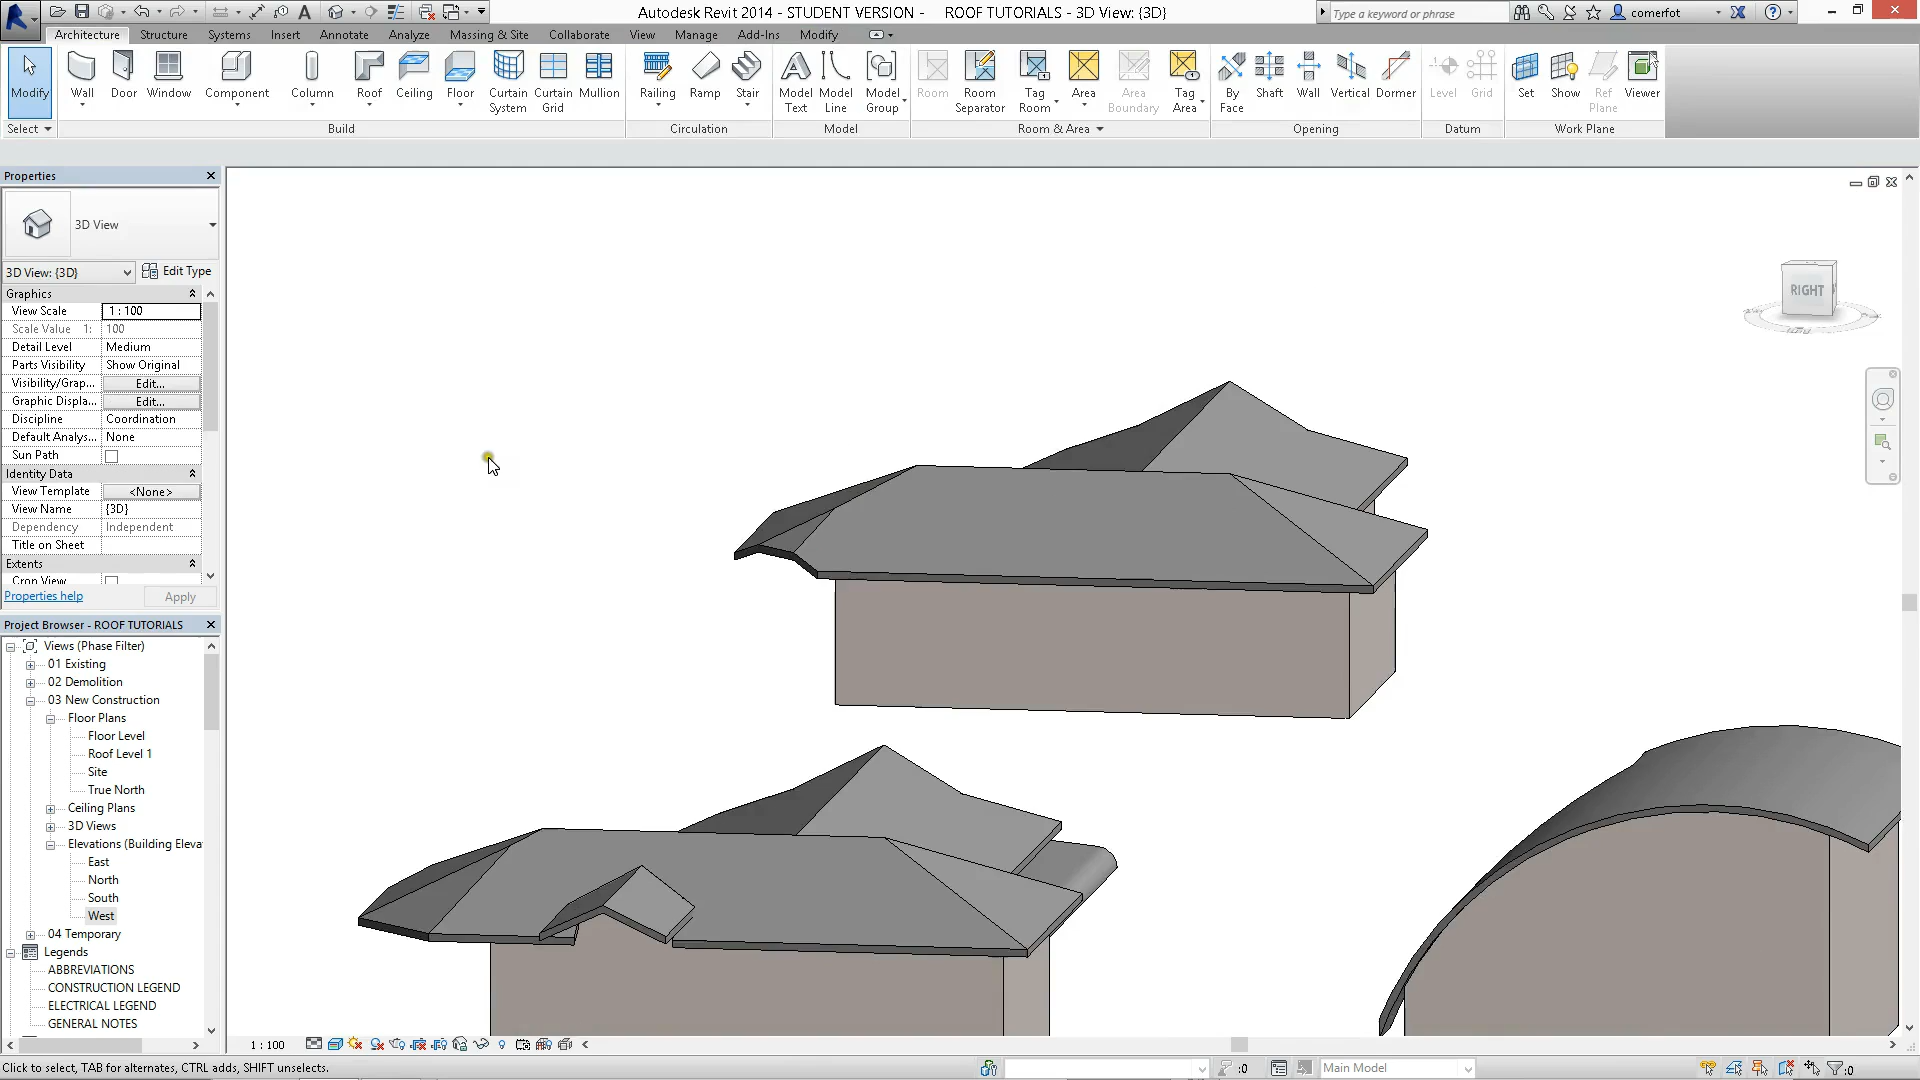 Autodesk Revit 2014 - STUDENT VERSION - ROOF TUTORIALS - 3D View: {3D}
Type a keyword or phrase
comerfot
Architecture Structure Systems Insert Annotate Analyze Massing & Site Collaborate View Manage Add-Ins Modify
Modify Wall Door Window Component Column Roof Ceiling Floor Curtain System Curtain Grid Mullion Railing Ramp Stair Model Text Model Line Model Group Room Room Separator Tag Room Area Area Boundary Tag Area By Face Shaft Wall Vertical Dormer Level Grid Set Show Ref Plane Viewer
Select Build Circulation Model Room & Area Opening Datum Work Plane
Properties
3D View
3D View: {3D} Edit Type
Graphics
View Scale 1 : 100
Scale Value 1: 100
Detail Level Medium
Parts Visibility Show Original
Visibility/Grap... Edit...
Graphic Displa... Edit...
Discipline Coordination
Default Analys... None
Sun Path
Identity Data
View Template <None>
View Name {3D}
Dependency Independent
Title on Sheet
Extents
Crop View
Properties help Apply
Project Browser - ROOF TUTORIALS
Views (Phase Filter)
01 Existing
02 Demolition
03 New Construction
Floor Plans
Floor Level
Roof Level 1
Site
True North
Ceiling Plans
3D Views
Elevations (Building Eleva
East
North
South
West
04 Temporary
Legends
ABBREVIATIONS
CONSTRUCTION LEGEND
ELECTRICAL LEGEND
GENERAL NOTES
RIGHT
1 : 100
Click to select, TAB for alternates, CTRL adds, SHIFT unselects.
:0
Main Model
:0